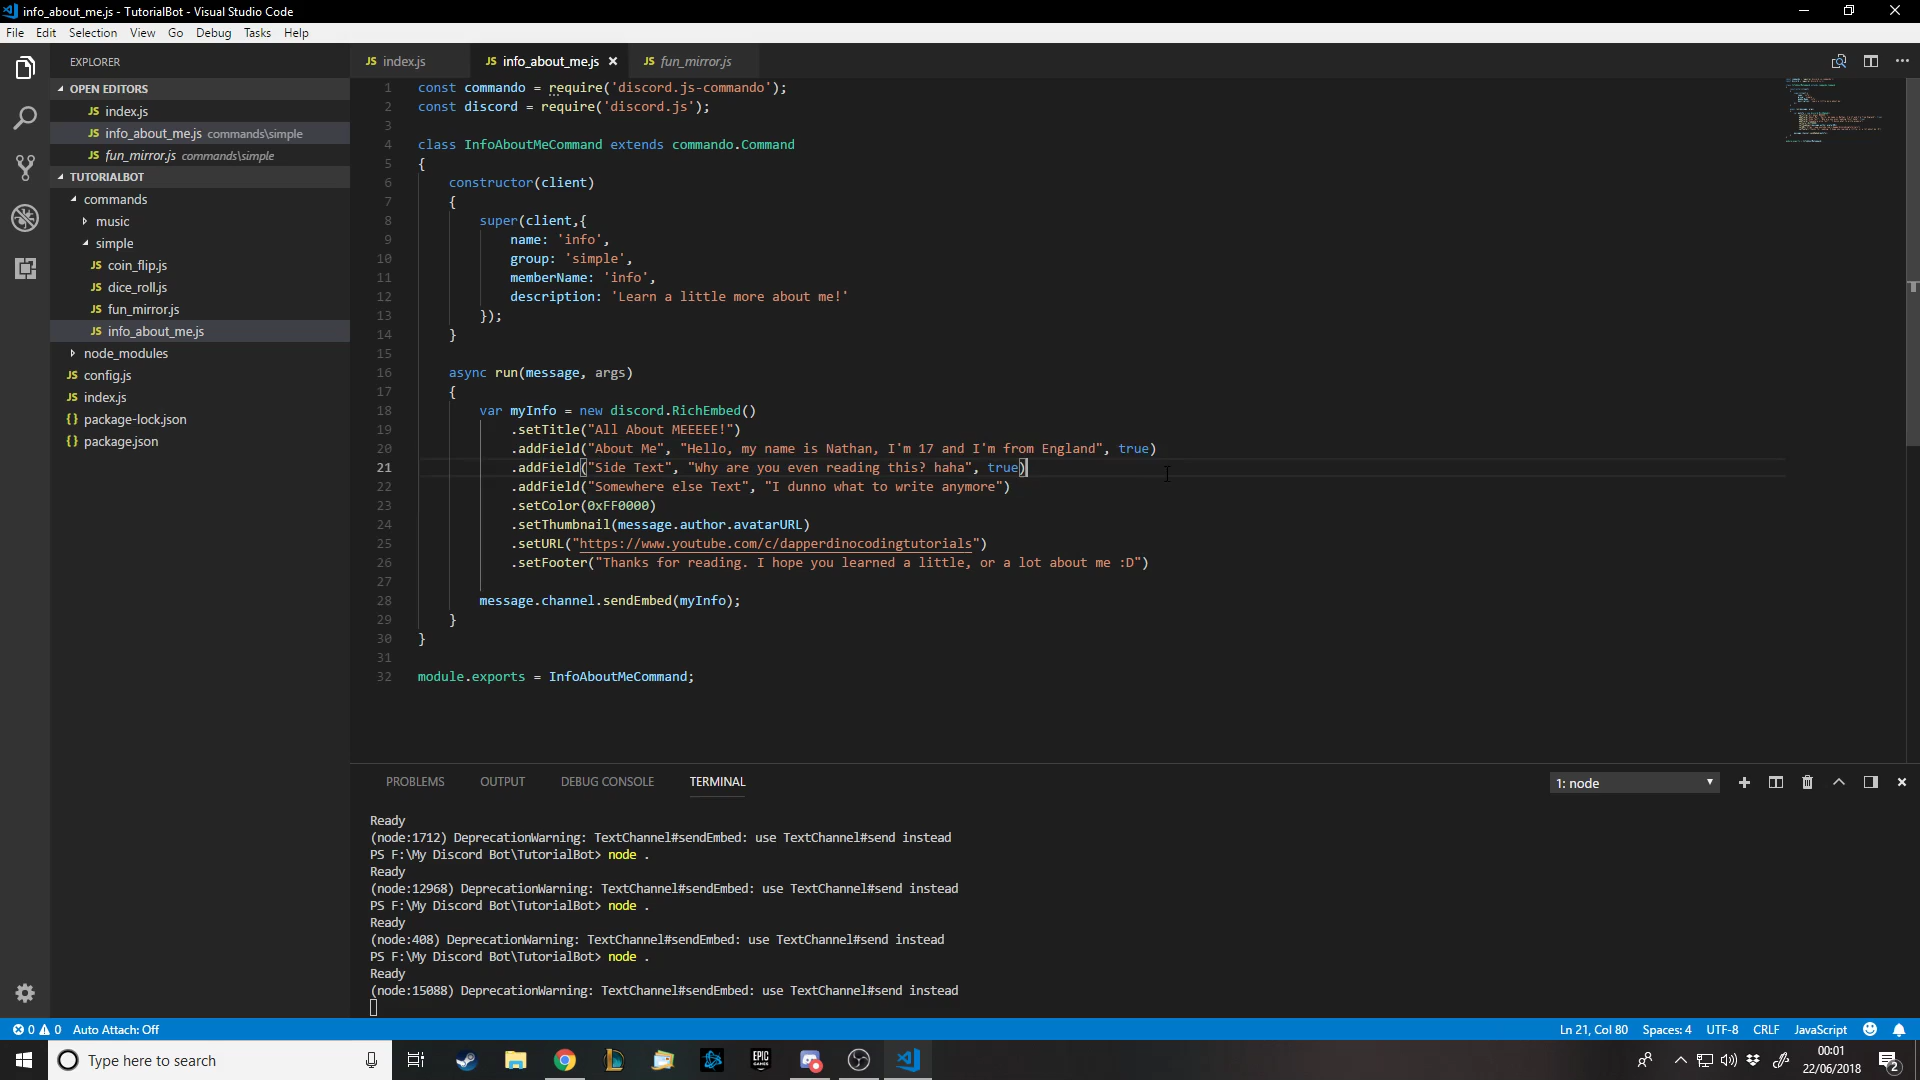 info_about_me.js - TutorialBot - Visual Studio Code
File Edit Selection View Go Debug Tasks Help
EXPLORER
OPEN EDITORS
JS index.js
JS info_about_me.js commands\simple
JS fun_mirror.js commands\simple
TUTORIALBOT
commands
music
simple
JS coin_flip.js
JS dice_roll.js
JS fun_mirror.js
JS info_about_me.js
node_modules
JS config.js
JS index.js
{} package-lock.json
{} package.json
JS index.js JS info_about_me.js JS fun_mirror.js
1 const commando = require('discord.js-commando');
2 const discord = require('discord.js');
3
4 class InfoAboutMeCommand extends commando.Command
5 {
6 constructor(client)
7 {
8 super(client,{
9 name: 'info',
10 group: 'simple',
11 memberName: 'info',
12 description: 'Learn a little more about me!'
13 });
14 }
15
16 async run(message, args)
17 {
18 var myInfo = new discord.RichEmbed()
19 .setTitle("All About MEEEEE!")
20 .addField("About Me", "Hello, my name is Nathan, I'm 17 and I'm from England", true)
21 .addField("Side Text", "Why are you even reading this? haha", true)
22 .addField("Somewhere else Text", "I dunno what to write anymore")
23 .setColor(0xFF0000)
24 .setThumbnail(message.author.avatarURL)
25 .setURL("https://www.youtube.com/c/dapperdinocodingtutorials")
26 .setFooter("Thanks for reading. I hope you learned a little, or a lot about me :D")
27
28 message.channel.sendEmbed(myInfo);
29 }
30 }
31
32 module.exports = InfoAboutMeCommand;
PROBLEMS OUTPUT DEBUG CONSOLE TERMINAL
1: node
Ready
(node:1712) DeprecationWarning: TextChannel#sendEmbed: use TextChannel#send instead
PS F:\My Discord Bot\TutorialBot> node .
Ready
(node:12968) DeprecationWarning: TextChannel#sendEmbed: use TextChannel#send instead
PS F:\My Discord Bot\TutorialBot> node .
Ready
(node:408) DeprecationWarning: TextChannel#sendEmbed: use TextChannel#send instead
PS F:\My Discord Bot\TutorialBot> node .
Ready
(node:15088) DeprecationWarning: TextChannel#sendEmbed: use TextChannel#send instead
0 0 Auto Attach: Off
Ln 21, Col 80 Spaces: 4 UTF-8 CRLF JavaScript
Type here to search
EPIC GAMES
00:01
22/06/2018
2